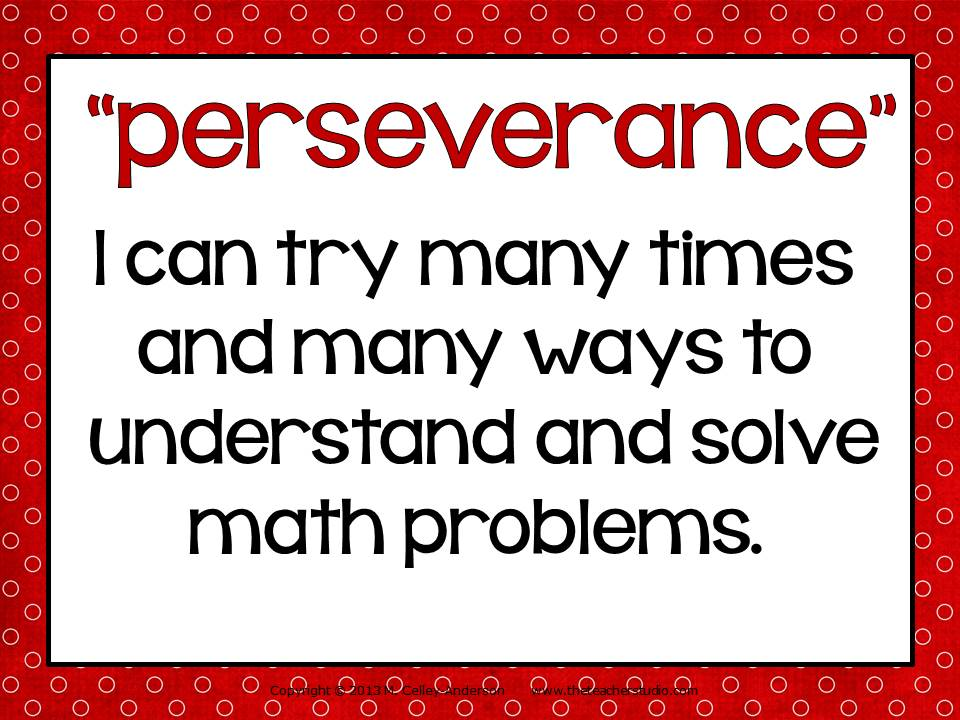 “perseverance”
I can try many times
and many ways to
understand and solve
math problems.
Copyright © 2013 M. Celley-Anderson www.theteacherstudio.com